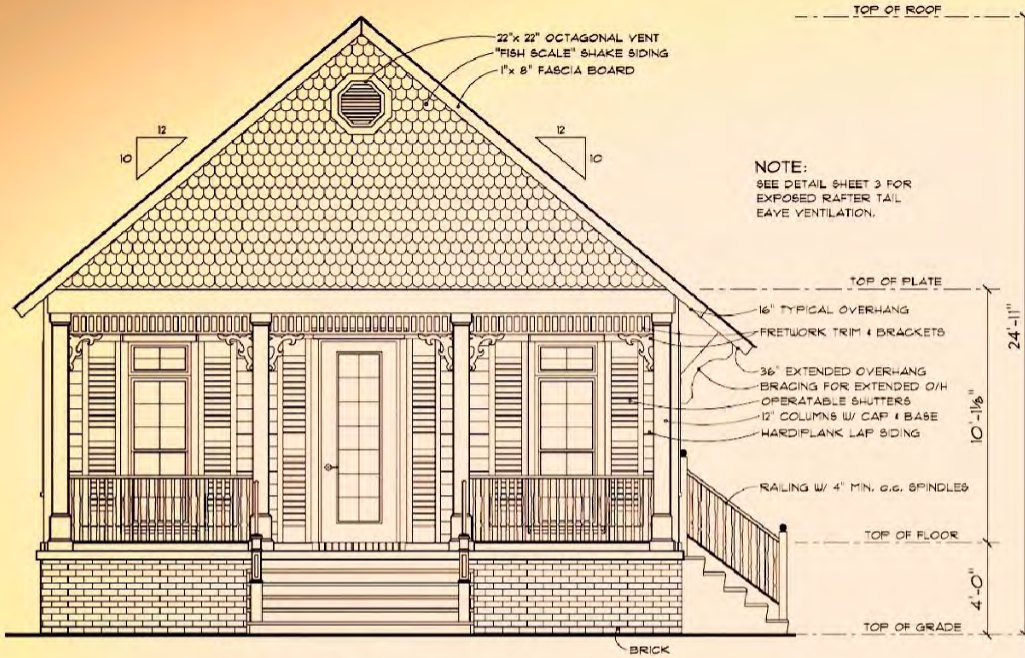 TOP OF ROOF
22"x 22" OCTAGONAL VENT
"FISH SCALE" SHAKE SIDING
1"x 8" FASCIA BOARD
12
10
12
10
NOTE:
SEE DETAIL SHEET 3 FOR
EXPOSED RAFTER TAIL
EAVE VENTILATION.
TOP OF PLATE
16" TYPICAL OVERHANG
FRETWORK TRIM & BRACKETS
24'-11"
36" EXTENDED OVERHANG
BRACING FOR EXTENDED O/H
OPERATABLE SHUTTERS
12" COLUMNS W/ CAP & BASE
HARDIPLANK LAP SIDING
10'-1⅛"
RAILING W/ 4" MIN. o.c. SPINDLES
TOP OF FLOOR
4'-0"
TOP OF GRADE
BRICK